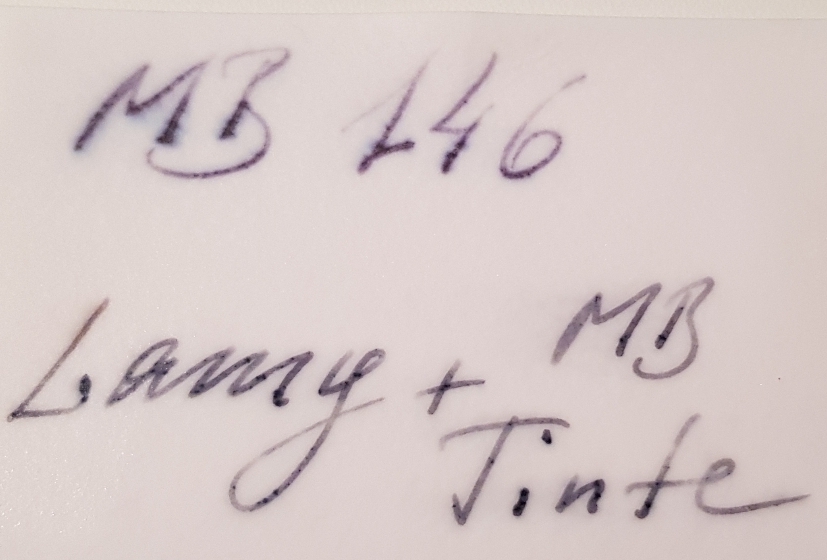 MB 146
Lamy + MB
Tinte